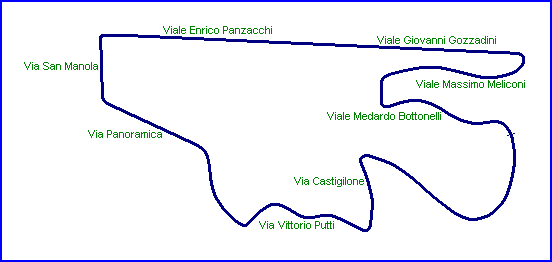 Viale Enrico Panzacchi
Viale Giovanni Gozzadini
Via San Manola
Viale Massimo Meliconi
Viale Medardo Bottonelli
Via Panoramica
Via Castigilone
Via Vittorio Putti